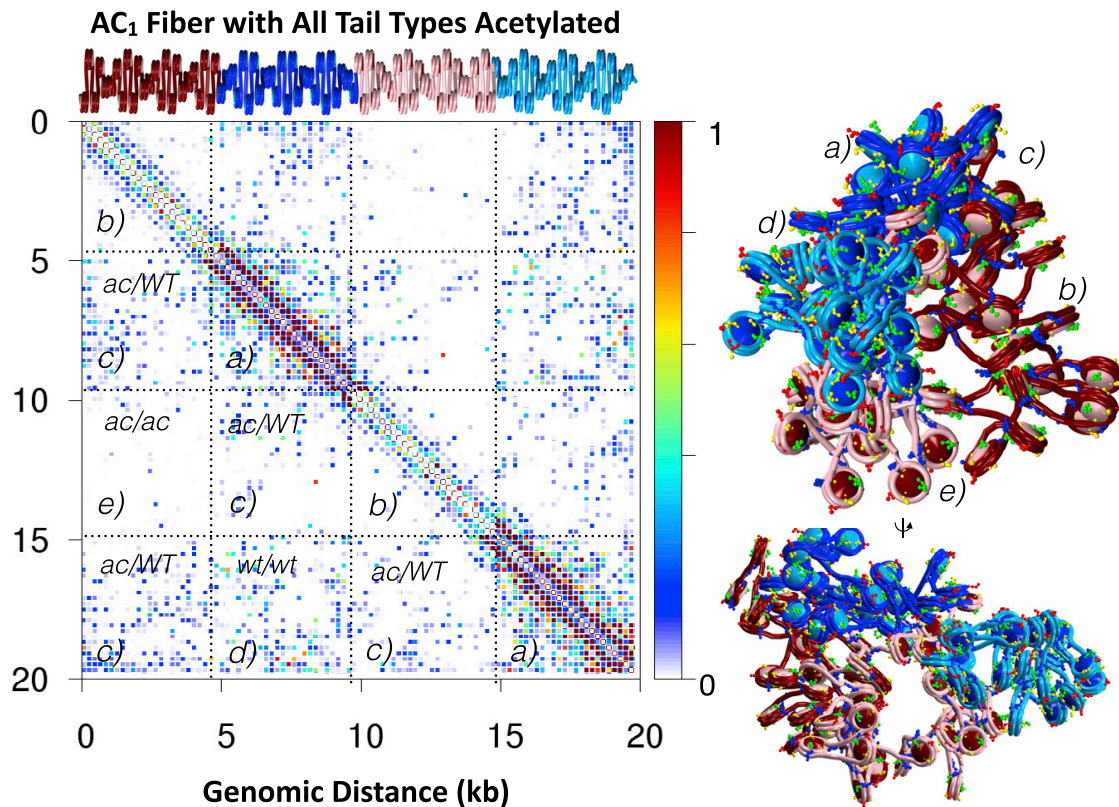 AC₁ Fiber with All Tail Types Acetylated
0
1
a)
c)
b)
d)
5
ac/WT
b)
c)
a)
10
ac/ac
ac/WT
e)
c)
b)
e)
15
ac/WT
wt/wt
ac/WT
c)
d)
c)
a)
20
0
0
5
10
15
20
Genomic Distance (kb)